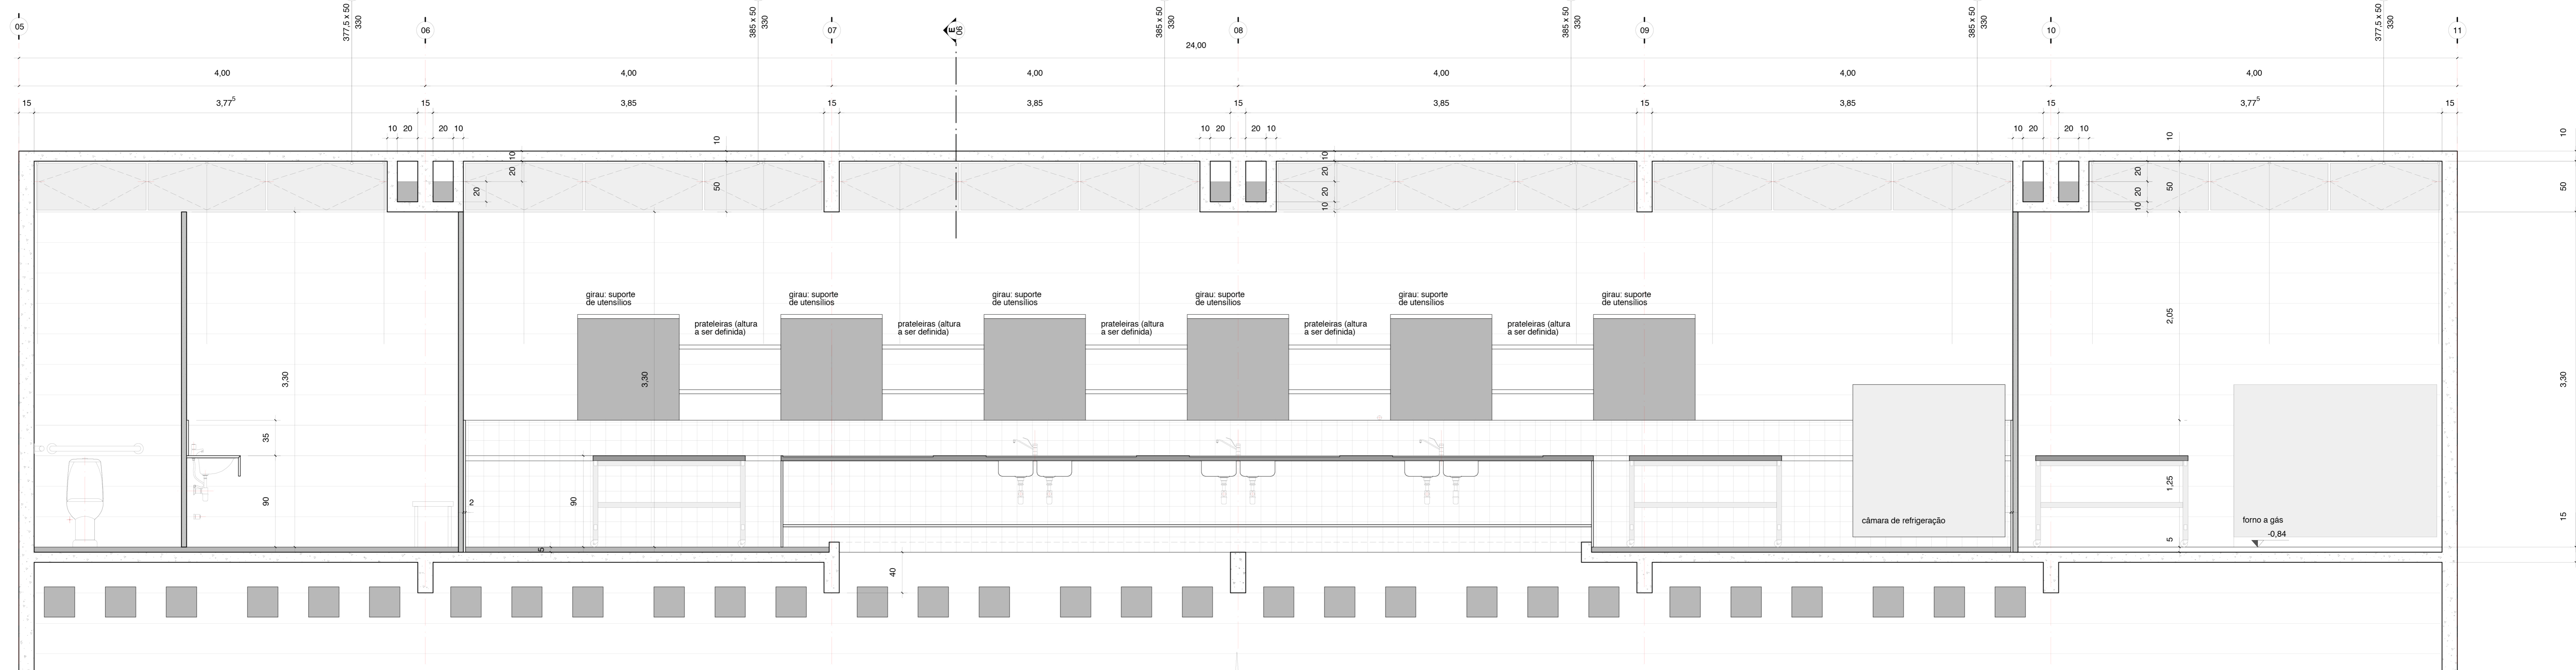 05
377.5 x 50
330
06
385 x 50
330
07
E
06
24,00
385 x 50
330
08
385 x 50
330
09
385 x 50
330
10
377,5 x 50
330
11
4,00
4,00
4,00
4,00
4,00
4,00
15
3,77⁵
15
3,85
15
3,85
15
3,85
15
3,85
15
3,77⁵
15
10
20
20
10
10
20
20
10
10
20
20
10
10
20
20
10
50
10
20
20
10
10
20
20
10
50
10
50
girau: suporte
de utensílios
girau: suporte
de utensílios
girau: suporte
de utensílios
girau: suporte
de utensílios
girau: suporte
de utensílios
girau: suporte
de utensílios
prateleiras (altura
a ser definida)
prateleiras (altura
a ser definida)
prateleiras (altura
a ser definida)
prateleiras (altura
a ser definida)
prateleiras (altura
a ser definida)
3,30
3,30
2,05
3,30
35
90
2
90
5
40
câmara de refrigeração
1,25
5
forno a gás
-0,84
15